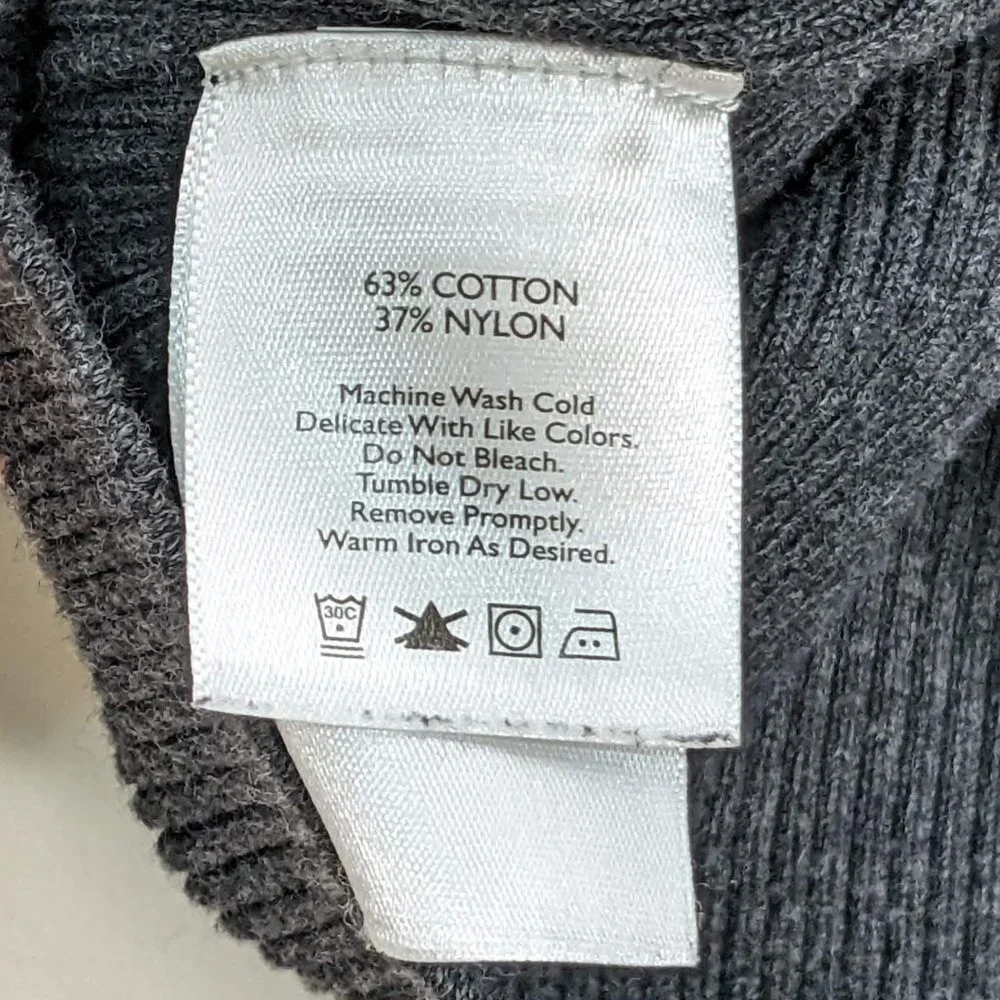 63% COTTON
37% NYLON
Machine Wash Cold
Delicate With Like Colors.
Do Not Bleach.
Tumble Dry Low.
Remove Promptly.
Warm Iron As Desired.
30C